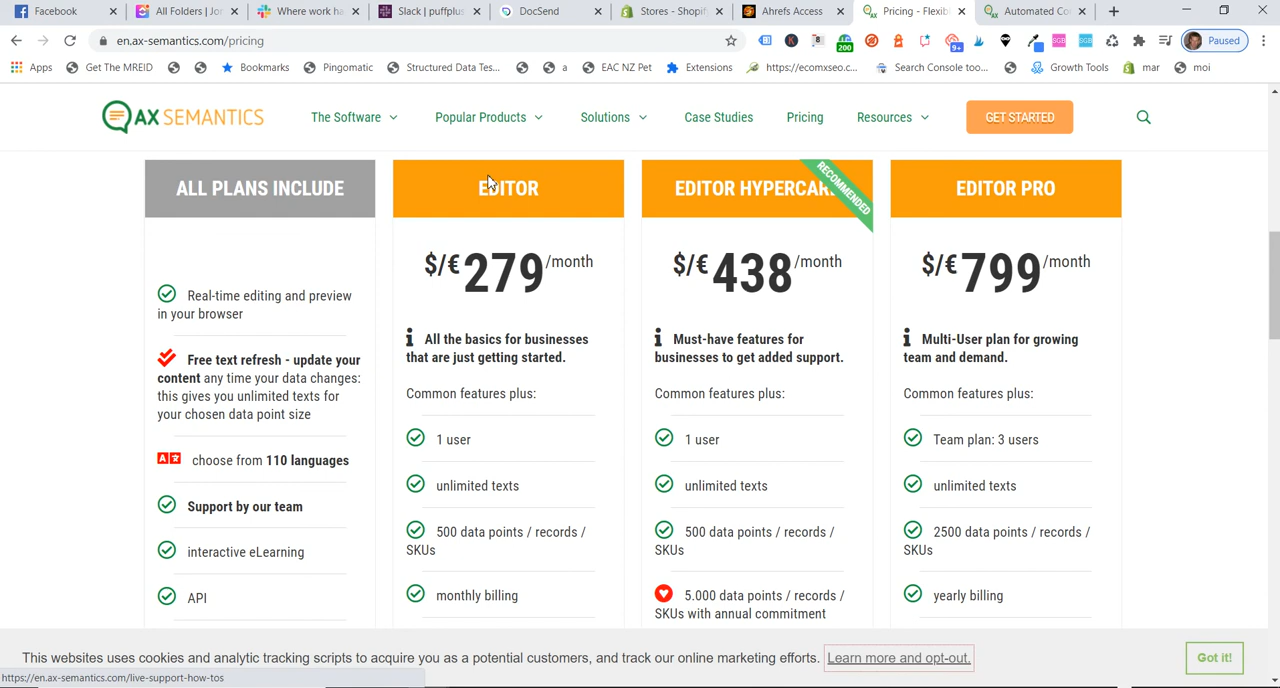 Facebook
All Folders | Jor
Where work ha
Slack | puffplus
DocSend
Stores - Shopif
Ahrefs Access
Pricing - Flexib
Automated Co
en.ax-semantics.com/pricing
200
8
9+
SGB
SGB
Paused
Apps
Get The MREID
Bookmarks
Pingomatic
Structured Data Tes...
a
EAC NZ Pet
Extensions
https://ecomxseo.c...
Search Console too...
Growth Tools
mar
moi
AX SEMANTICS
The Software
Popular Products
Solutions
Case Studies
Pricing
Resources
GET STARTED
ALL PLANS INCLUDE
Real-time editing and preview
in your browser
Free text refresh - update your
content any time your data changes:
this gives you unlimited texts for
your chosen data point size
choose from 110 languages
Support by our team
interactive eLearning
API
EDITOR
$/€ 279 /month
All the basics for businesses
that are just getting started.
Common features plus:
1 user
unlimited texts
500 data points / records /
SKUs
monthly billing
EDITOR HYPERCAR
RECOMMENDED
$/€ 438 /month
Must-have features for
businesses to get added support.
Common features plus:
1 user
unlimited texts
500 data points / records /
SKUs
5.000 data points / records /
SKUs with annual commitment
EDITOR PRO
$/€ 799 /month
Multi-User plan for growing
team and demand.
Common features plus:
Team plan: 3 users
unlimited texts
2500 data points / records /
SKUs
yearly billing
This websites uses cookies and analytic tracking scripts to acquire you as a potential customers, and track our online marketing efforts. Learn more and opt-out.
Got it!
https://en.ax-semantics.com/live-support-how-tos